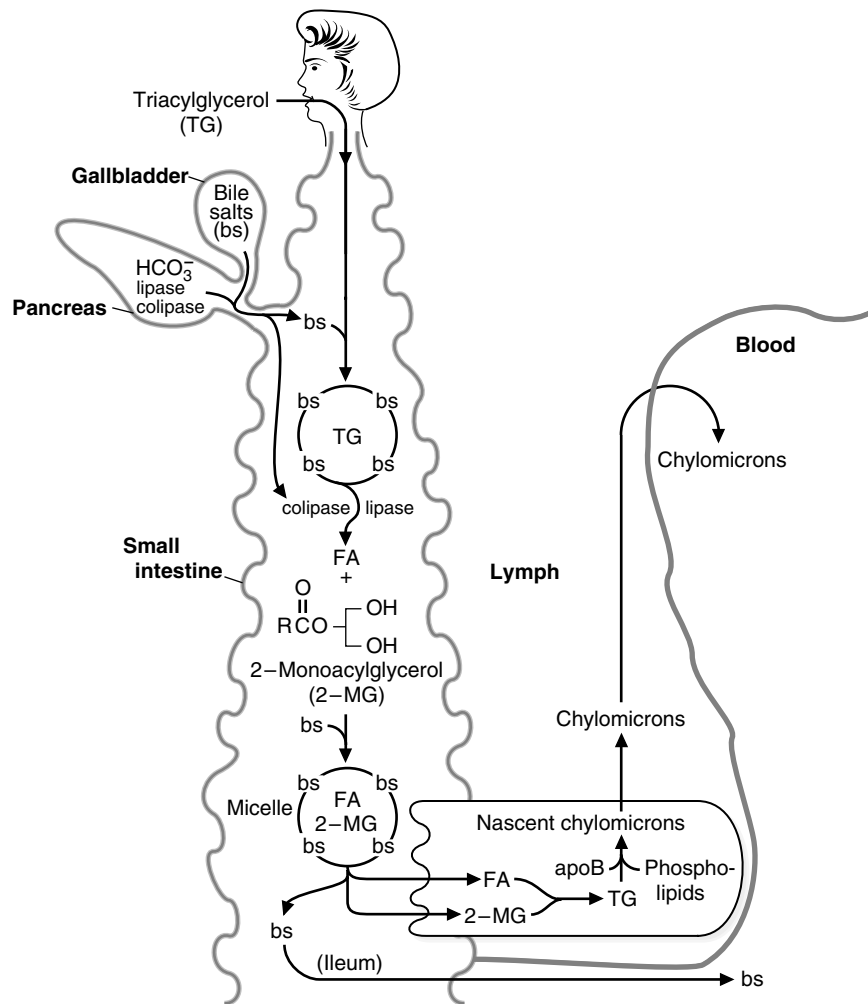 Triacylglycerol
(TG)
Gallbladder
Bile
salts
(bs)
HCO3−
lipase
colipase
Pancreas
bs
Blood
bs bs
TG
bs bs
Chylomicrons
colipase lipase
FA
+
Small
intestine
Lymph
O
RCO
OH
OH
2–Monoacylglycerol
(2–MG)
bs
Chylomicrons
bs bs
Micelle
FA
2–MG
bs bs
Nascent chylomicrons
apoB
Phospho-
lipids
FA
TG
2–MG
bs
(Ileum)
bs